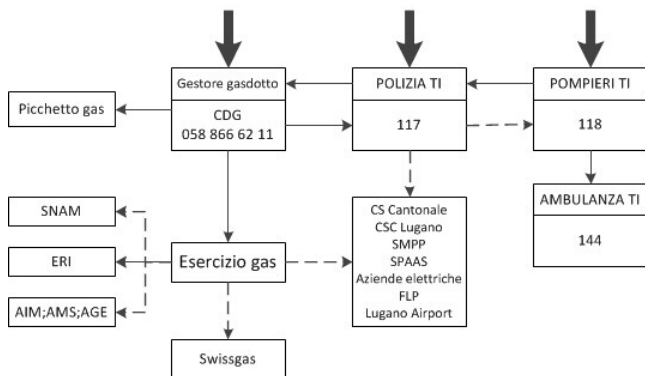 Gestore gasdotto
POLIZIA TI
POMPIERI TI
Picchetto gas
CDG
058 866 62 11
117
118
AMBULANZA TI
144
SNAM
ERI
AIM;AMS;AGE
Esercizio gas
CS Cantonale
CSC Lugano
SMPP
SPAAS
Aziende elettriche
FLP
Lugano Airport
Swissgas